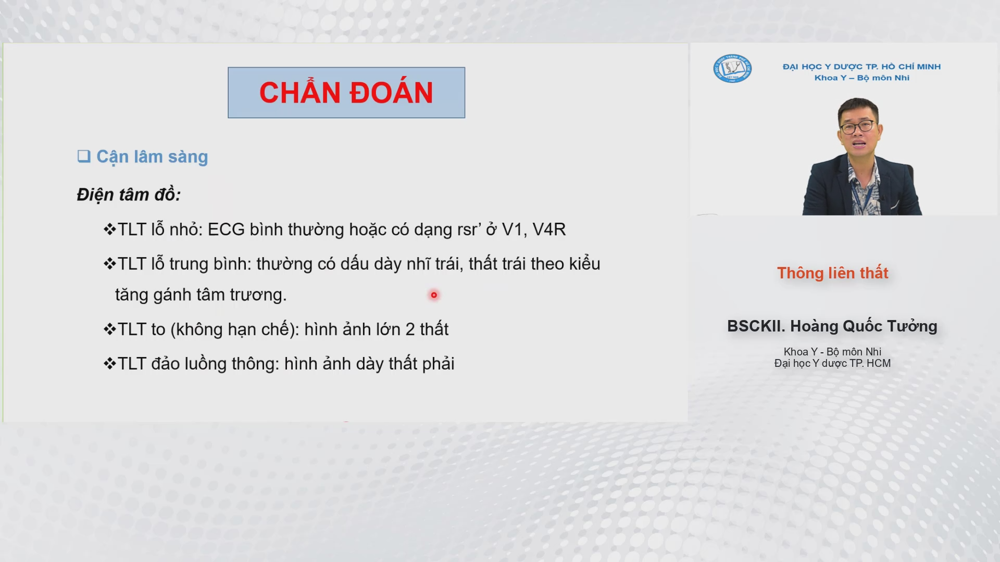 CHẨN ĐOÁN
❑ Cận lâm sàng
Điện tâm đồ:
❖TLT lỗ nhỏ: ECG bình thường hoặc có dạng rsr’ ở V1, V4R
❖TLT lỗ trung bình: thường có dấu dày nhĩ trái, thất trái theo kiểu
tăng gánh tâm trương.
❖TLT to (không hạn chế): hình ảnh lớn 2 thất
❖TLT đảo luồng thông: hình ảnh dày thất phải
ĐẠI HỌC Y DƯỢC TP. HỒ CHÍ MINH
Khoa Y – Bộ môn Nhi
Thông liên thất
BSCKII. Hoàng Quốc Tưởng
Khoa Y - Bộ môn Nhi
Đại học Y dược TP. HCM